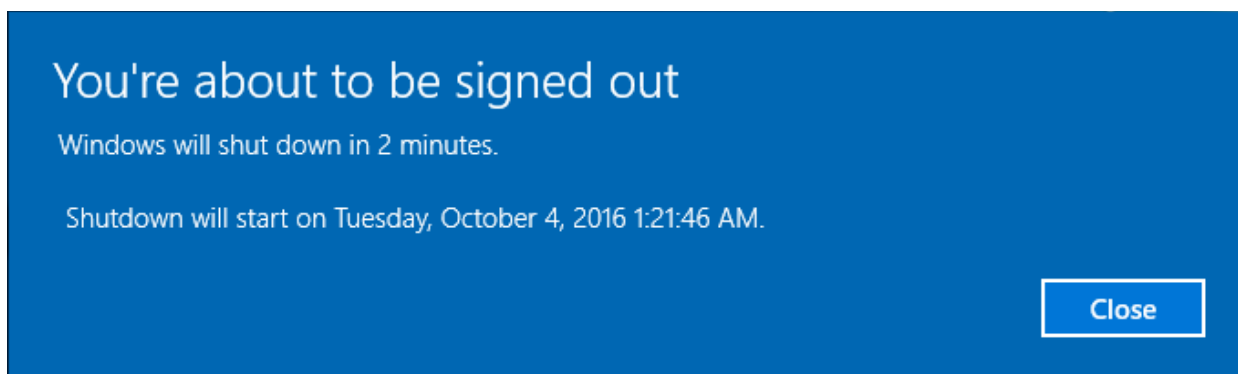 You're about to be signed out
Windows will shut down in 2 minutes.
Shutdown will start on Tuesday, October 4, 2016 1:21:46 AM.
Close